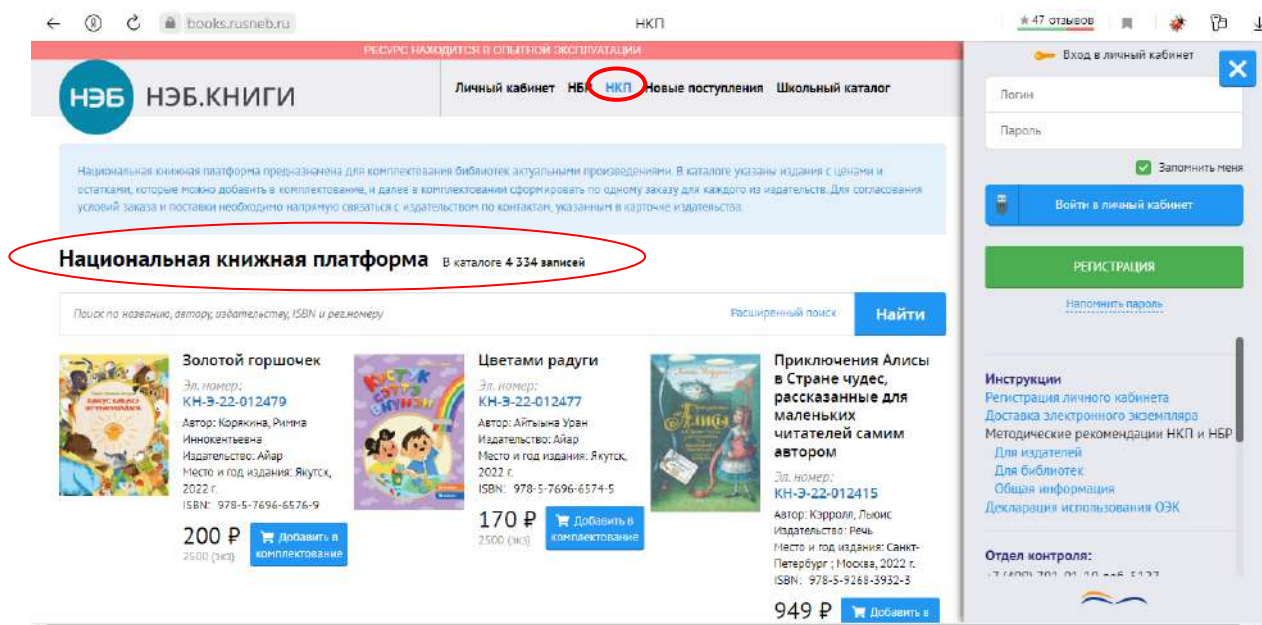 books.rusneb.ru
НКП
★ 47 отзывов
РЕСУРС НАХОДИТСЯ В ОПЫТНОЙ ЭКСПЛУАТАЦИИ
НЭБ
НЭБ.КНИГИ
Личный кабинет НБР НКП Новые поступления Школьный каталог
Национальная книжная платформа предназначена для комплектования библиотек актуальными произведениями. В каталоге указаны издания с ценами и
остатками, которые можно добавить в комплектование, и далее в комплектовании сформировать по одному заказу для каждого из издательств. Для согласования
условий заказа и поставки необходимо напрямую связаться с издательством по контактам, указанным в карточке издательства.
Национальная книжная платформа В каталоге 4 334 записей
Поиск по названию, автору, издательству, ISBN и рег.номеру
Расширенный поиск
Найти
Золотой горшочек
Эл. номер:
КН-Э-22-012479
Автор: Корякина, Римма
Иннокентьевна
Издательство: Айар
Место и год издания: Якутск,
2022 г.
ISBN: 978-5-7696-6576-9
200 ₽
2500 (экз)
Добавить в
комплектование
КУСТУК
СЭТТЭ
ӨҤҮНЭН
Цветами радуги
Эл. номер:
КН-Э-22-012477
Автор: Айтыына Уран
Издательство: Айар
Место и год издания: Якутск,
2022 г.
ISBN: 978-5-7696-6574-5
170 ₽
2500 (экз)
Добавить в
комплектование
Приключения Алисы
в Стране чудес,
рассказанные для
маленьких
читателей самим
автором
Эл. номер:
КН-Э-22-012415
Автор: Кэрролл, Льюис
Издательство: Речь
Место и год издания: Санкт-
Петербург ; Москва, 2022 г.
ISBN: 978-5-9268-3932-3
949 ₽
Добавить в
Вход в личный кабинет
Логин
Пароль
Запомнить меня
Войти в личный кабинет
РЕГИСТРАЦИЯ
Напомнить пароль
Инструкции
Регистрация личного кабинета
Доставка электронного экземпляра
Методические рекомендации НКП и НБР
Для издателей
Для библиотек
Общая информация
Декларация использования ОЭК
Отдел контроля: